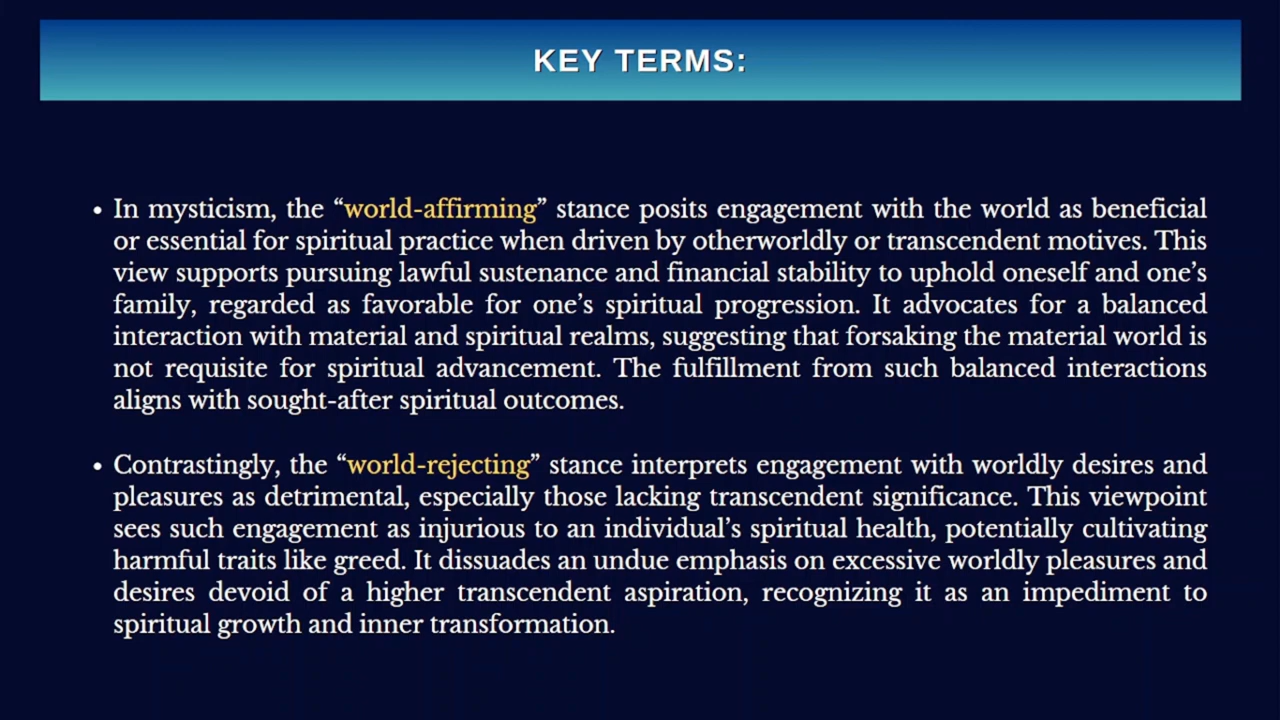 KEY TERMS:
• In mysticism, the “world-affirming” stance posits engagement with the world as beneficial
or essential for spiritual practice when driven by otherworldly or transcendent motives. This
view supports pursuing lawful sustenance and financial stability to uphold oneself and one’s
family, regarded as favorable for one’s spiritual progression. It advocates for a balanced
interaction with material and spiritual realms, suggesting that forsaking the material world is
not requisite for spiritual advancement. The fulfillment from such balanced interactions
aligns with sought-after spiritual outcomes.
• Contrastingly, the “world-rejecting” stance interprets engagement with worldly desires and
pleasures as detrimental, especially those lacking transcendent significance. This viewpoint
sees such engagement as injurious to an individual’s spiritual health, potentially cultivating
harmful traits like greed. It dissuades an undue emphasis on excessive worldly pleasures and
desires devoid of a higher transcendent aspiration, recognizing it as an impediment to
spiritual growth and inner transformation.